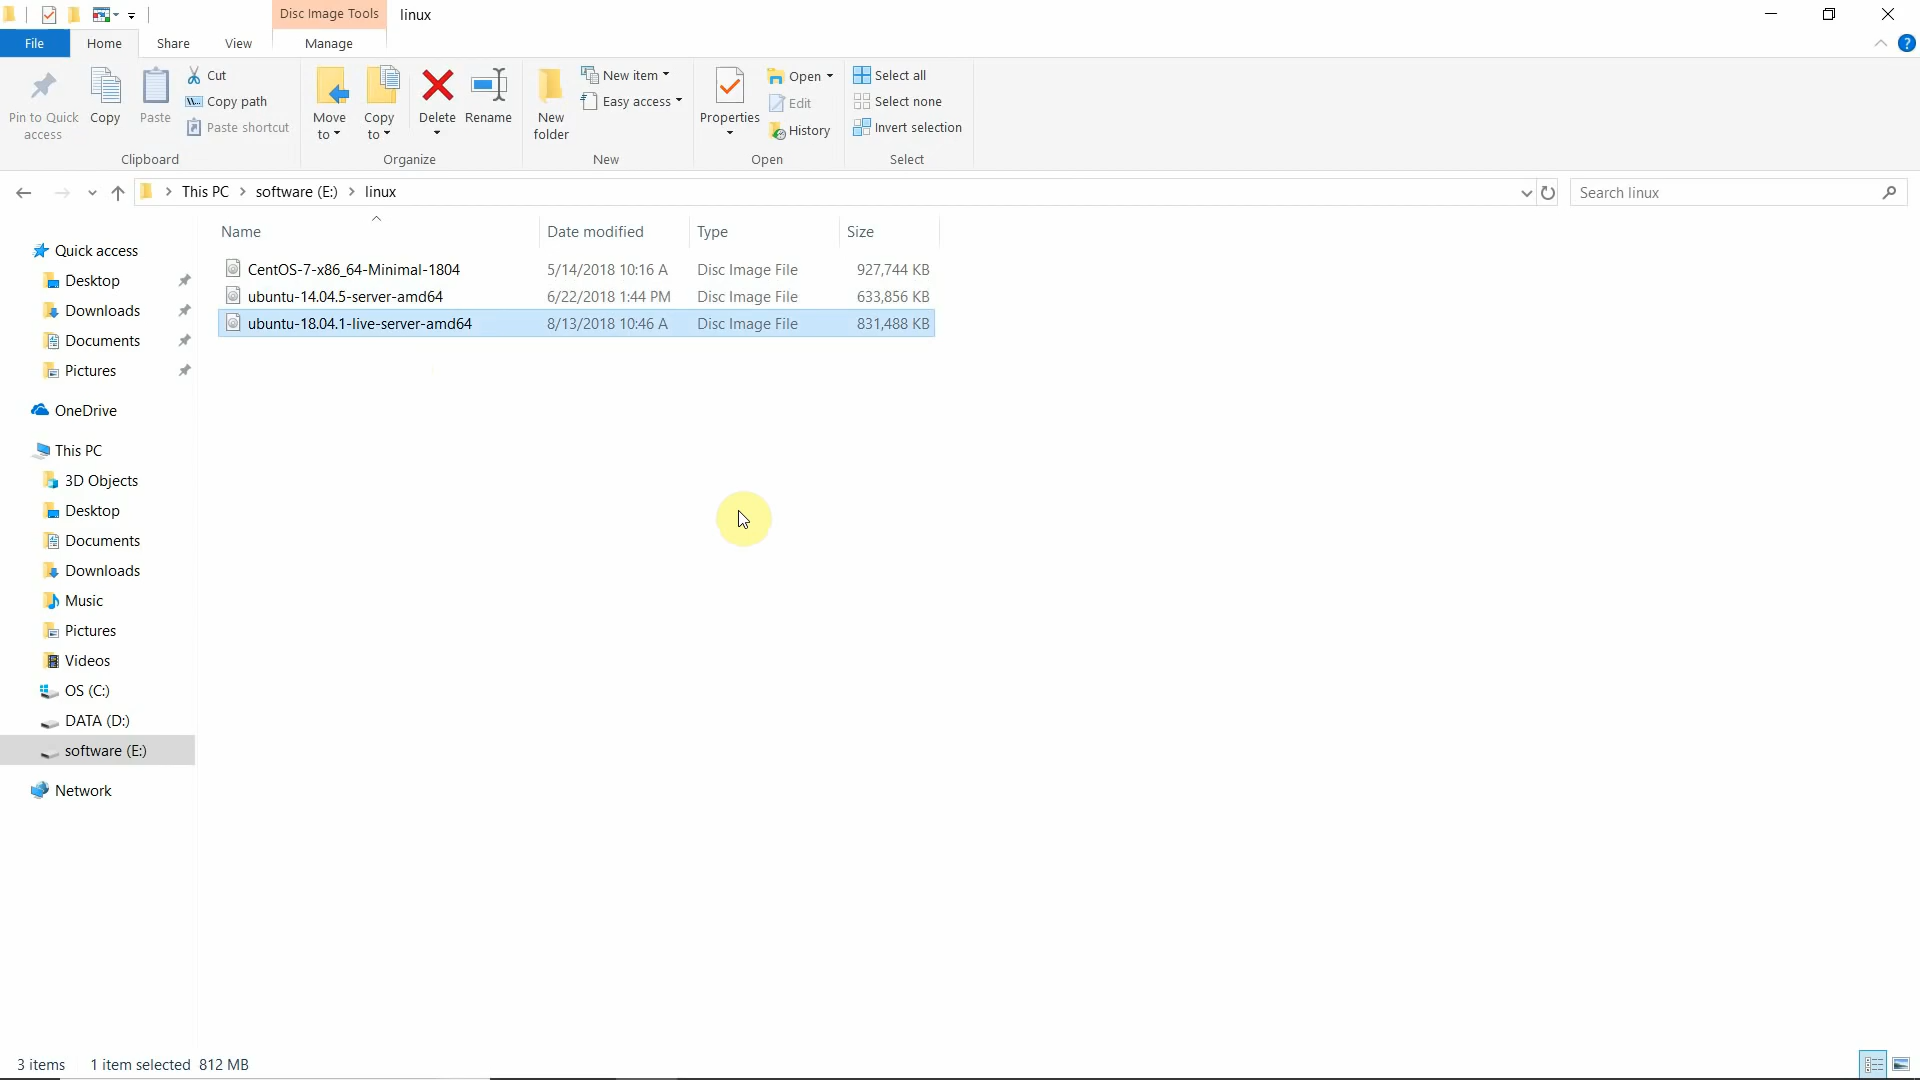 Disc Image Tools linux
File Home Share View Manage
Pin to Quick access
Copy
Paste
Cut
Copy path
Paste shortcut
Clipboard
Move to
Copy to
Delete
Rename
Organize
New folder
New item
Easy access
New
Properties
Open
Edit
History
Open
Select all
Select none
Invert selection
Select
This PC software (E:) linux
Search linux
Name Date modified Type Size
CentOS-7-x86_64-Minimal-1804 5/14/2018 10:16 A Disc Image File 927,744 KB
ubuntu-14.04.5-server-amd64 6/22/2018 1:44 PM Disc Image File 633,856 KB
ubuntu-18.04.1-live-server-amd64 8/13/2018 10:46 A Disc Image File 831,488 KB
Quick access
Desktop
Downloads
Documents
Pictures
OneDrive
This PC
3D Objects
Desktop
Documents
Downloads
Music
Pictures
Videos
OS (C:)
DATA (D:)
software (E:)
Network
3 items 1 item selected 812 MB